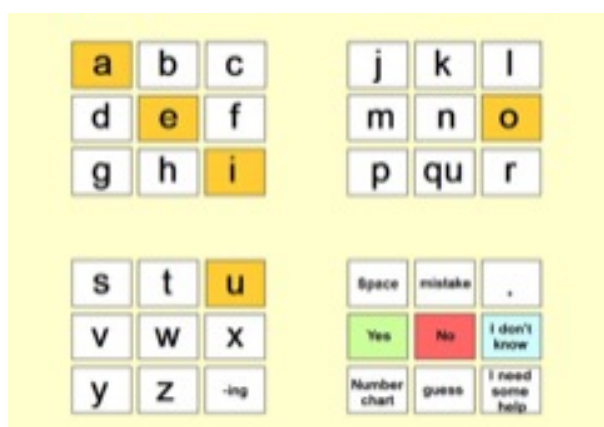 a b c
d e f
g h i
j k l
m n o
p qu r
s t u
v w x
y z -ing
Space mistake .
Yes No I don't know
Number chart guess I need some help